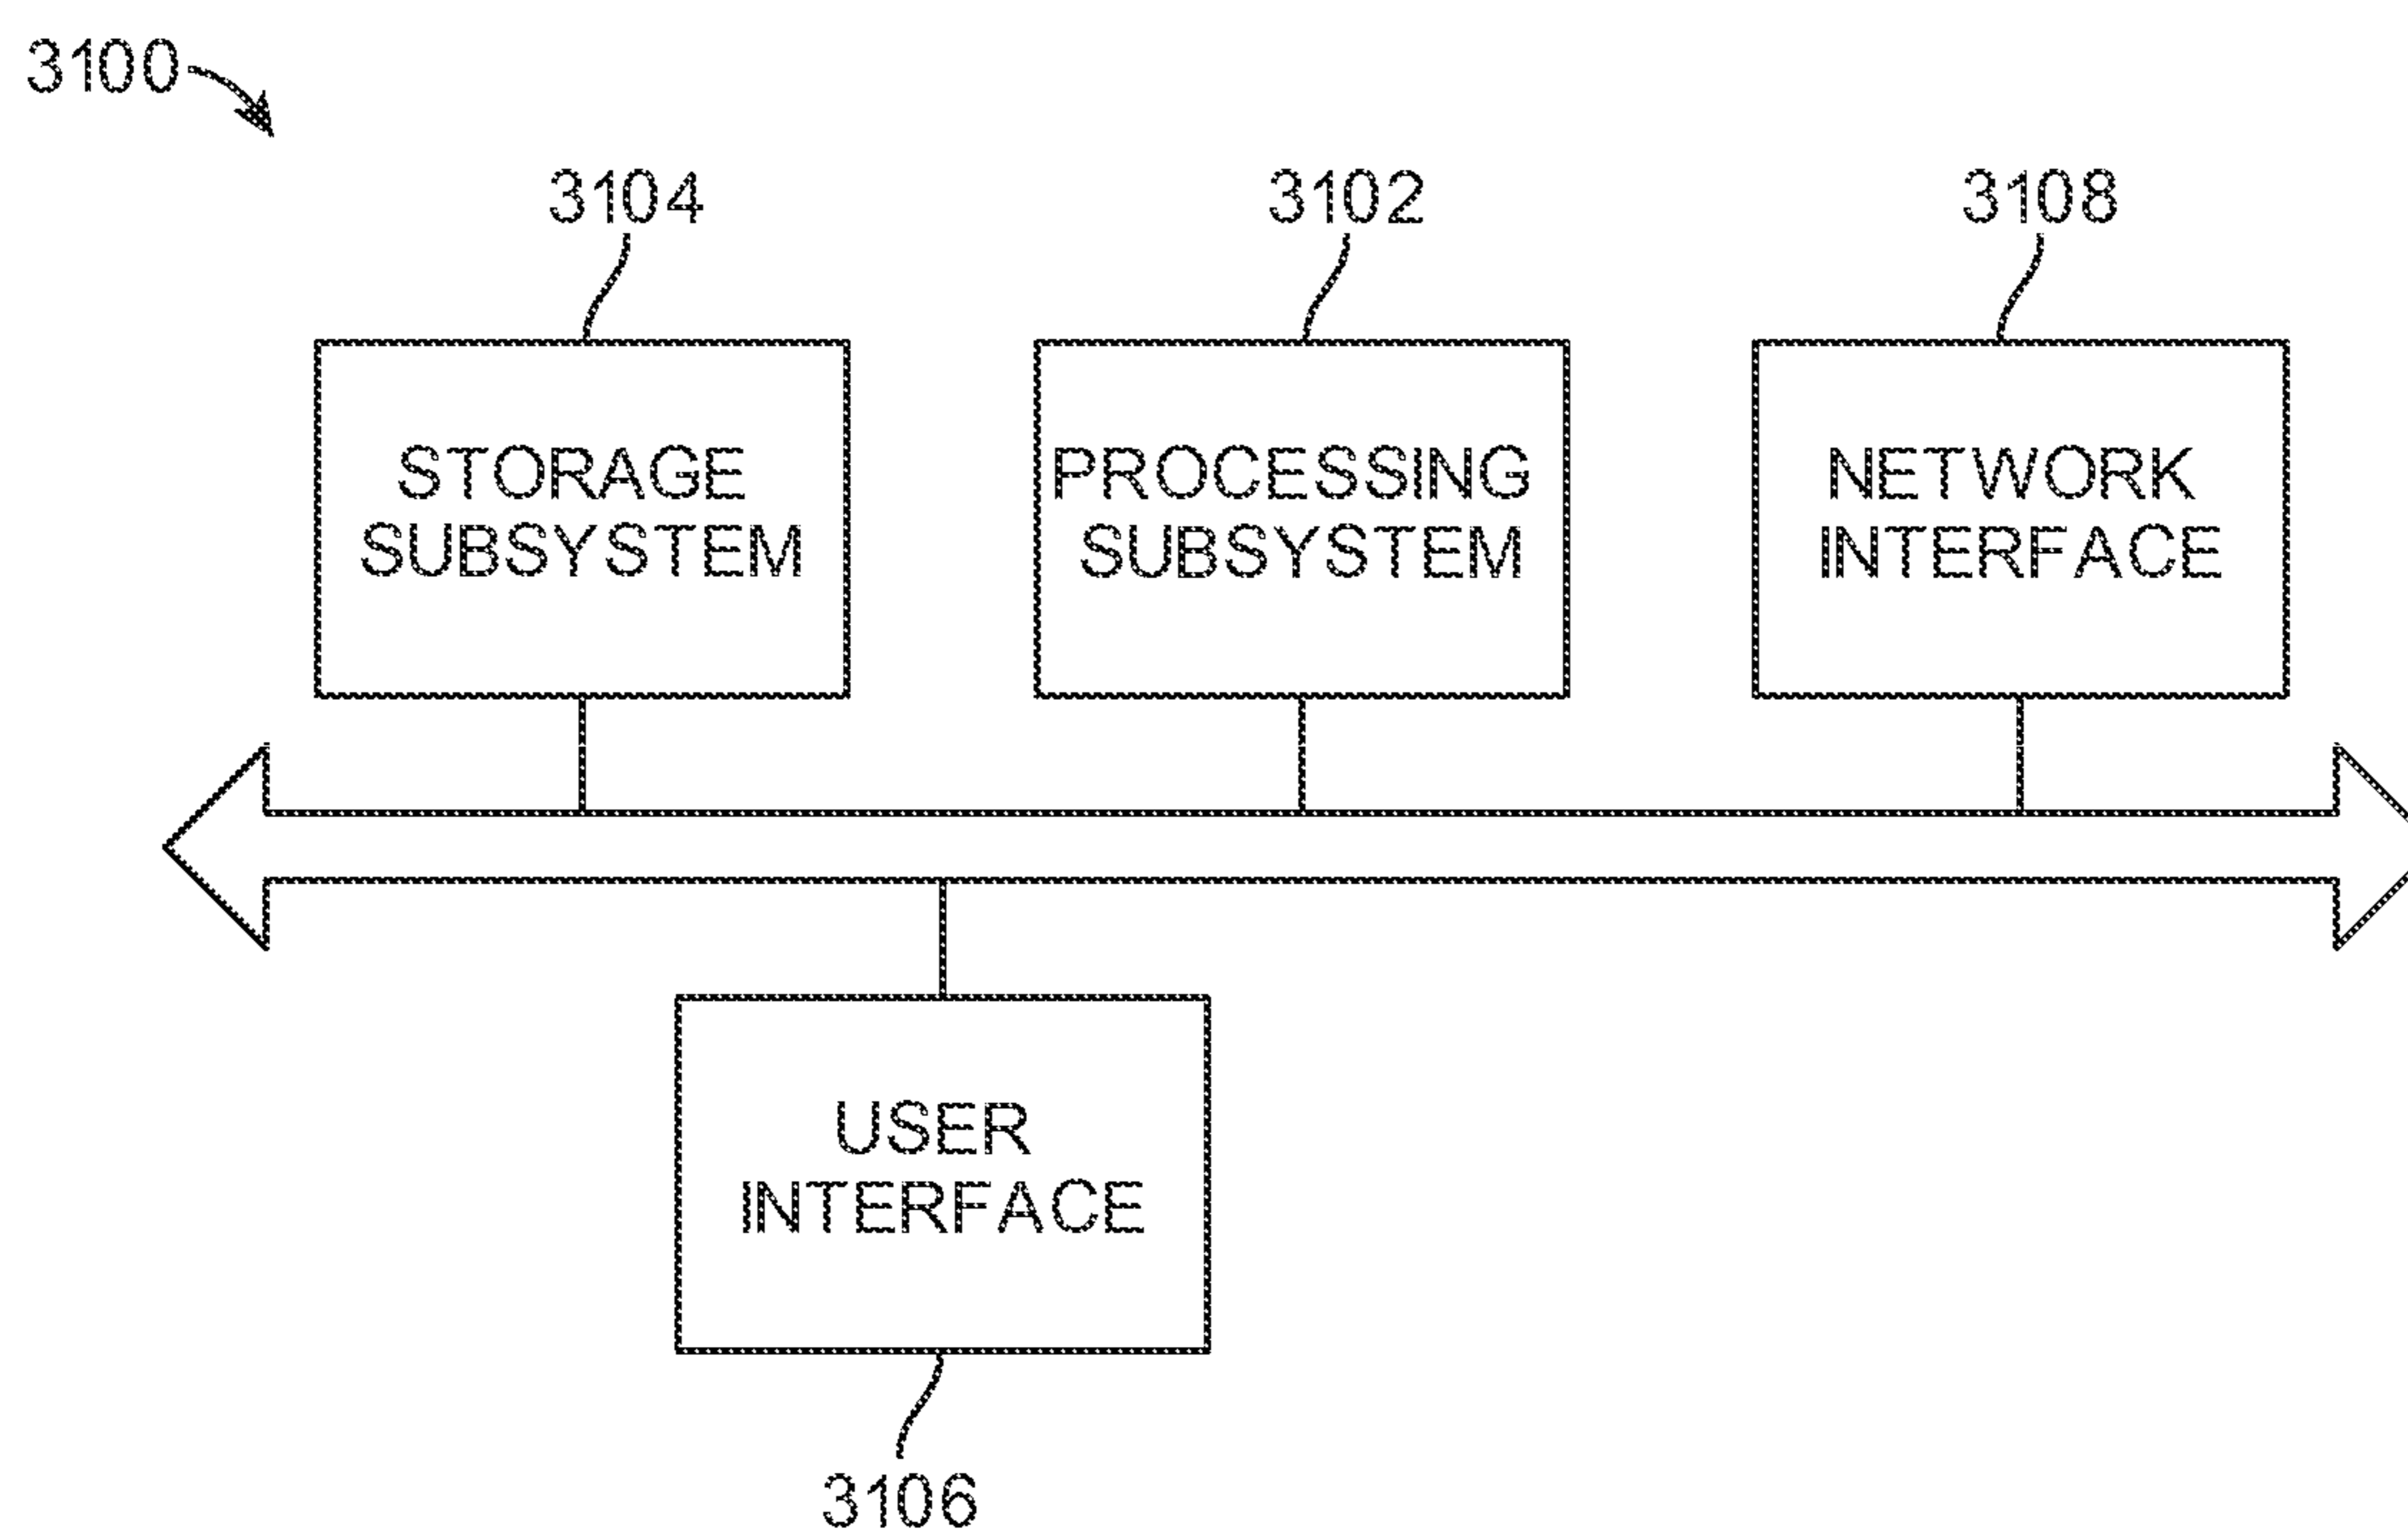 3100
3104
3102
3108
STORAGE
SUBSYSTEM
PROCESSING
SUBSYSTEM
NETWORK
INTERFACE
USER
INTERFACE
3106